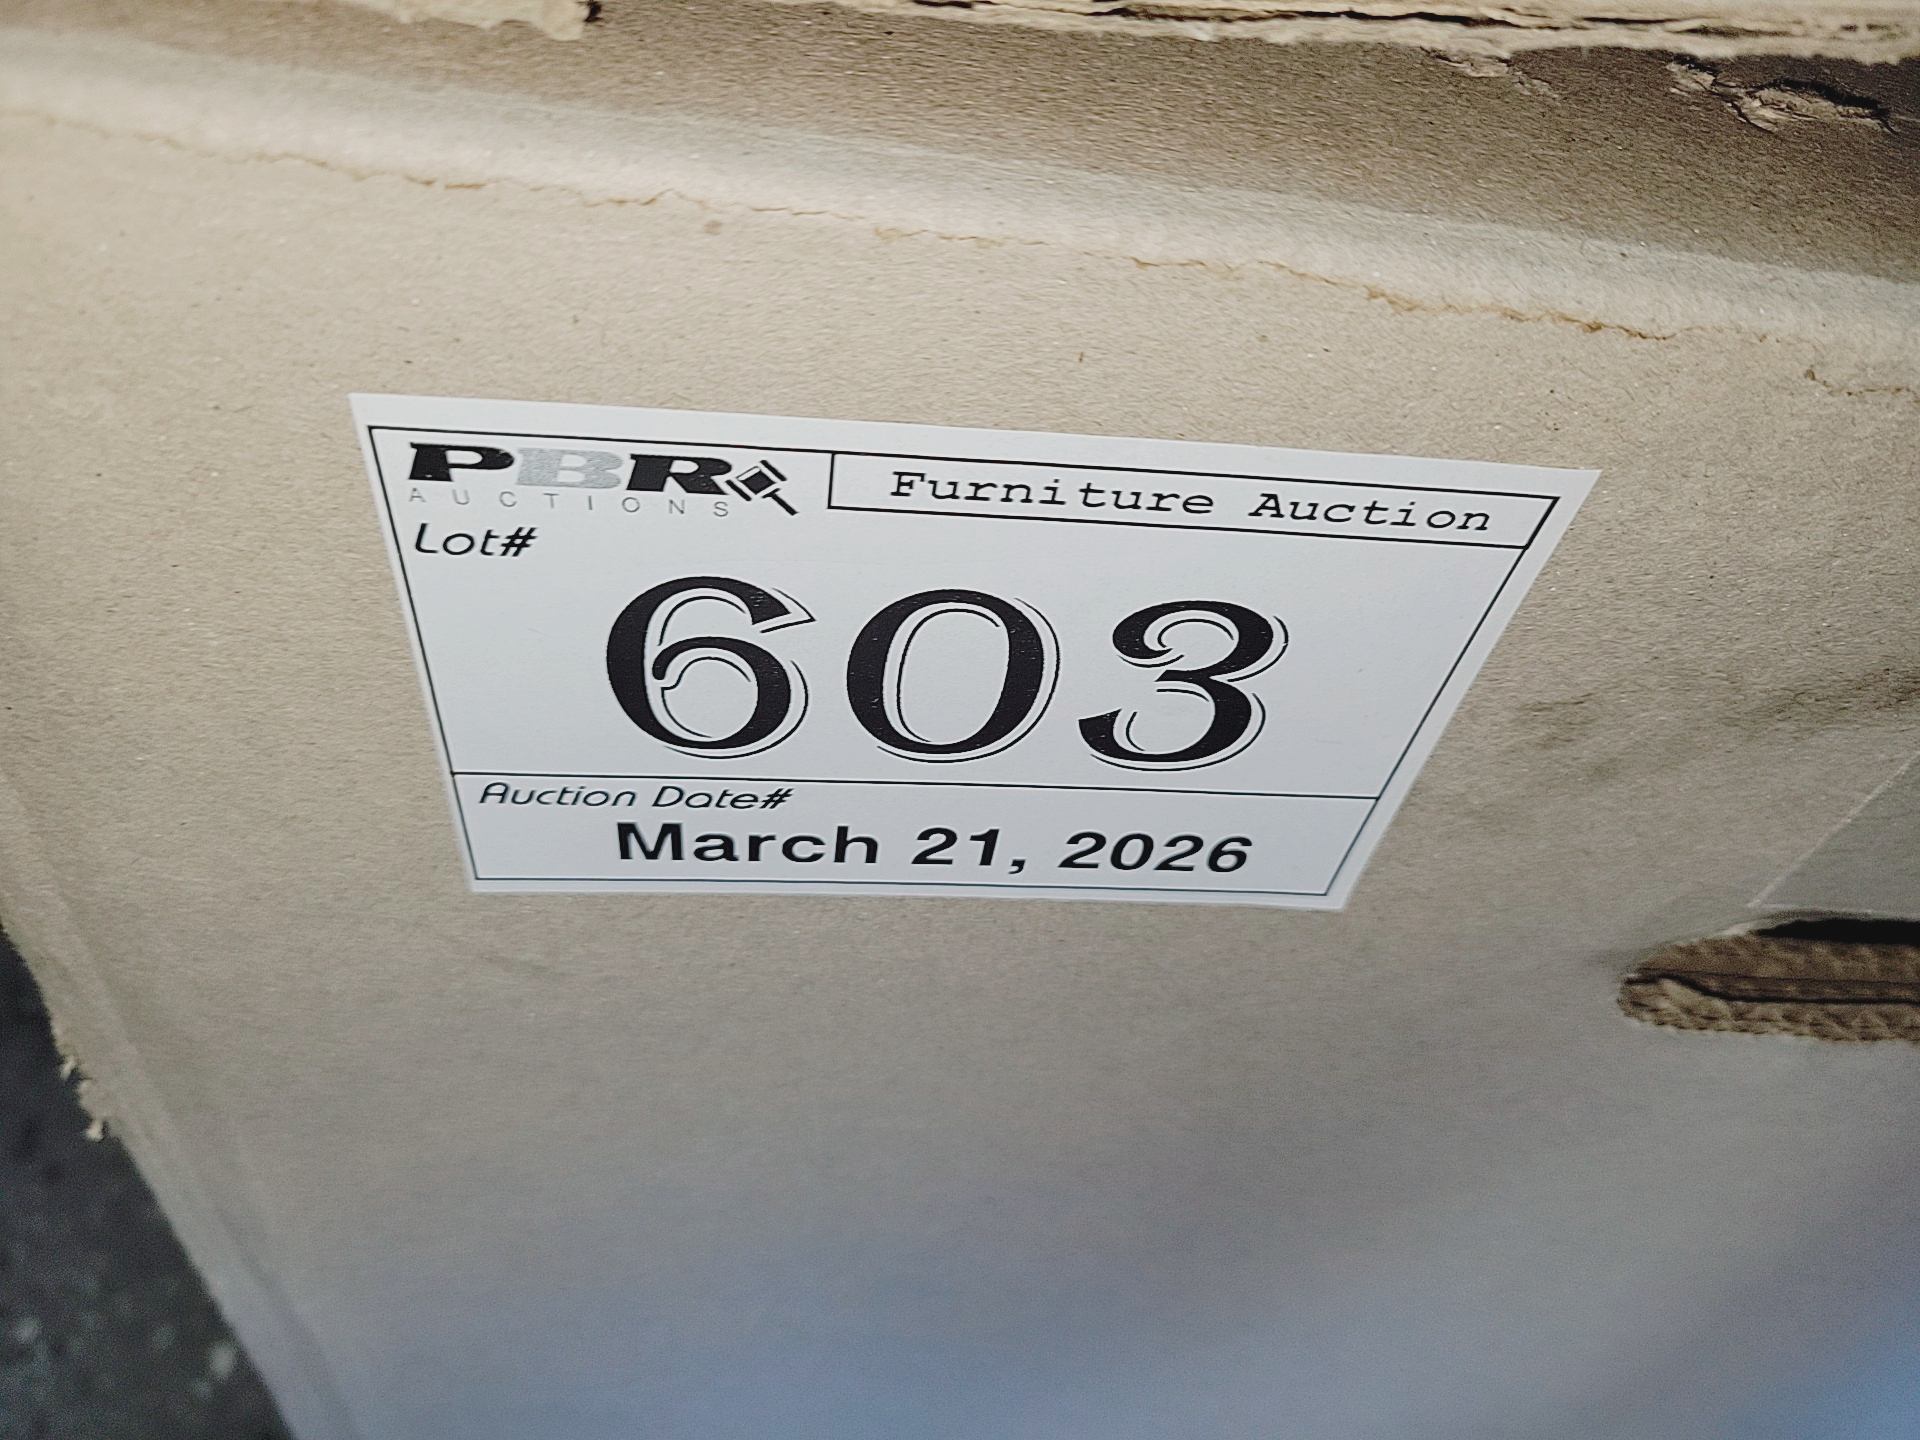 PBR
AUCTIONS
Furniture Auction
Lot#
603
Auction Date#
March 21, 2026